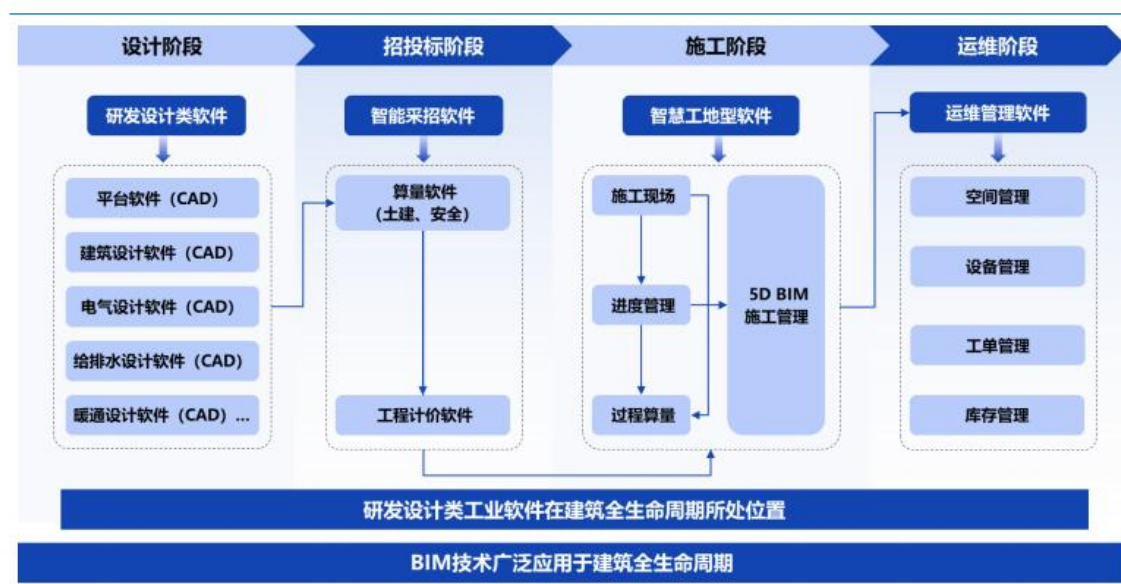 设计阶段
招投标阶段
施工阶段
运维阶段
研发设计类软件
智能采招软件
智慧工地型软件
运维管理软件
平台软件（CAD）
建筑设计软件（CAD）
电气设计软件（CAD）
给排水设计软件（CAD）
暖通设计软件（CAD）...
算量软件
（土建、安全）
工程计价软件
施工现场
进度管理
过程算量
5D BIM
施工管理
空间管理
设备管理
工单管理
库存管理
研发设计类工业软件在建筑全生命周期所处位置
BIM技术广泛应用于建筑全生命周期